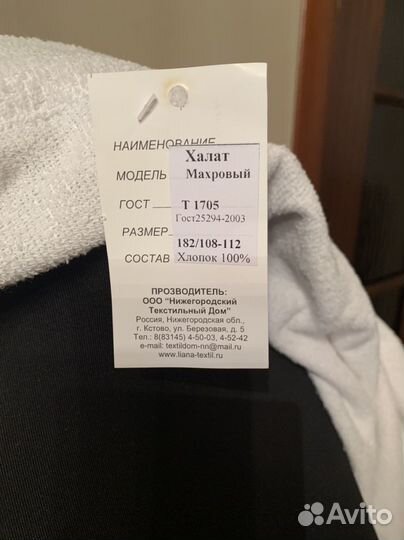 НАИМЕНОВАНИЕ
Халат
МОДЕЛЬ Махровый
ГОСТ Т 1705
Гост25294-2003
РАЗМЕР
182/108-112
СОСТАВ Хлопок 100%
ПРОЗВОДИТЕЛЬ:
ООО "Нижегородский
Текстильный Дом"
Россия, Нижегородская обл.,
г. Кстово, ул. Березовая, д. 5
Тел.: 8(83145) 4-50-03, 4-52-42
e-mail: textildom-nn@mail.ru
www.liana-textil.ru
Avito